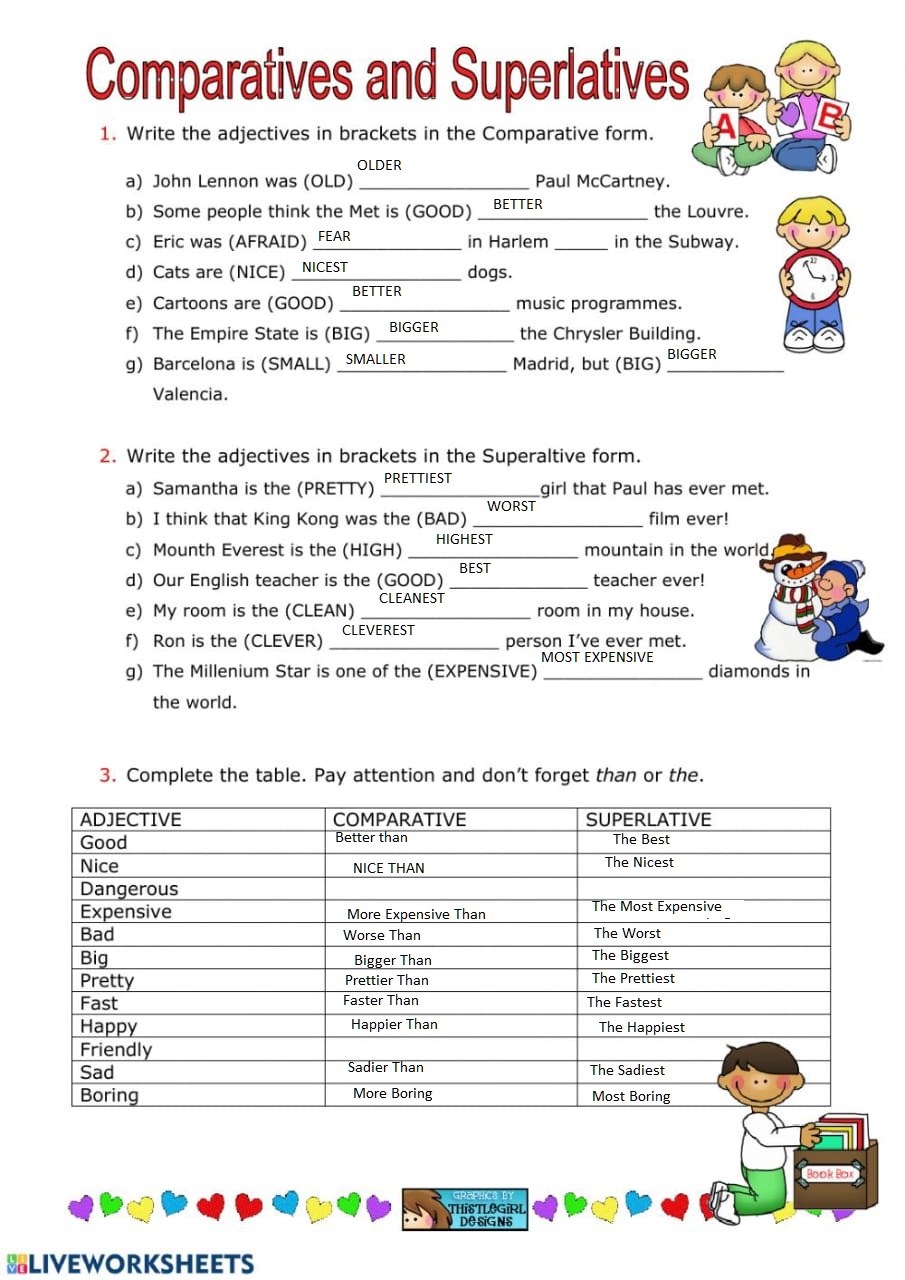 Comparatives and Superlatives
A B
1. Write the adjectives in brackets in the Comparative form.
a) John Lennon was (OLD) OLDER Paul McCartney.
b) Some people think the Met is (GOOD) BETTER the Louvre.
c) Eric was (AFRAID) FEAR in Harlem ______ in the Subway.
d) Cats are (NICE) NICEST dogs.
e) Cartoons are (GOOD) BETTER music programmes.
f) The Empire State is (BIG) BIGGER the Chrysler Building.
g) Barcelona is (SMALL) SMALLER Madrid, but (BIG) BIGGER
Valencia.
2. Write the adjectives in brackets in the Superaltive form.
a) Samantha is the (PRETTY) PRETTIEST girl that Paul has ever met.
b) I think that King Kong was the (BAD) WORST film ever!
c) Mounth Everest is the (HIGH) HIGHEST mountain in the world.
d) Our English teacher is the (GOOD) BEST teacher ever!
e) My room is the (CLEAN) CLEANEST room in my house.
f) Ron is the (CLEVER) CLEVEREST person I've ever met.
g) The Millenium Star is one of the (EXPENSIVE) MOST EXPENSIVE diamonds in
the world.
3. Complete the table. Pay attention and don't forget than or the.
ADJECTIVE COMPARATIVE SUPERLATIVE
Good Better than The Best
Nice NICE THAN The Nicest
Dangerous
Expensive More Expensive Than The Most Expensive
Bad Worse Than The Worst
Big Bigger Than The Biggest
Pretty Prettier Than The Prettiest
Fast Faster Than The Fastest
Happy Happier Than The Happiest
Friendly
Sad Sadier Than The Sadiest
Boring More Boring Most Boring
Book Box
GRAPHICS BY
THISTLEGIRL
DESIGNS
LIVEWORKSHEETS